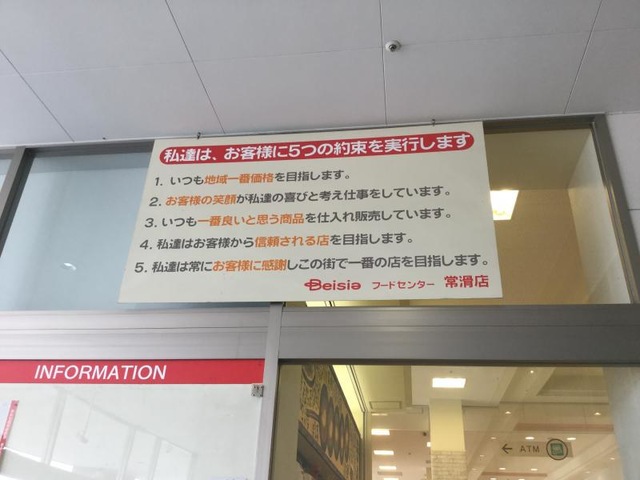 私達は、お客様に5つの約束を実行します
1. いつも地域一番価格を目指します。
2. お客様の笑顔が私達の喜びと考え仕事をしています。
3. いつも一番良いと思う商品を仕入れ販売しています。
4. 私達はお客様から信頼される店を目指します。
5. 私達は常にお客様に感謝しこの街で一番の店を目指します。
Beisia フードセンター 常滑店
INFORMATION
← ATM